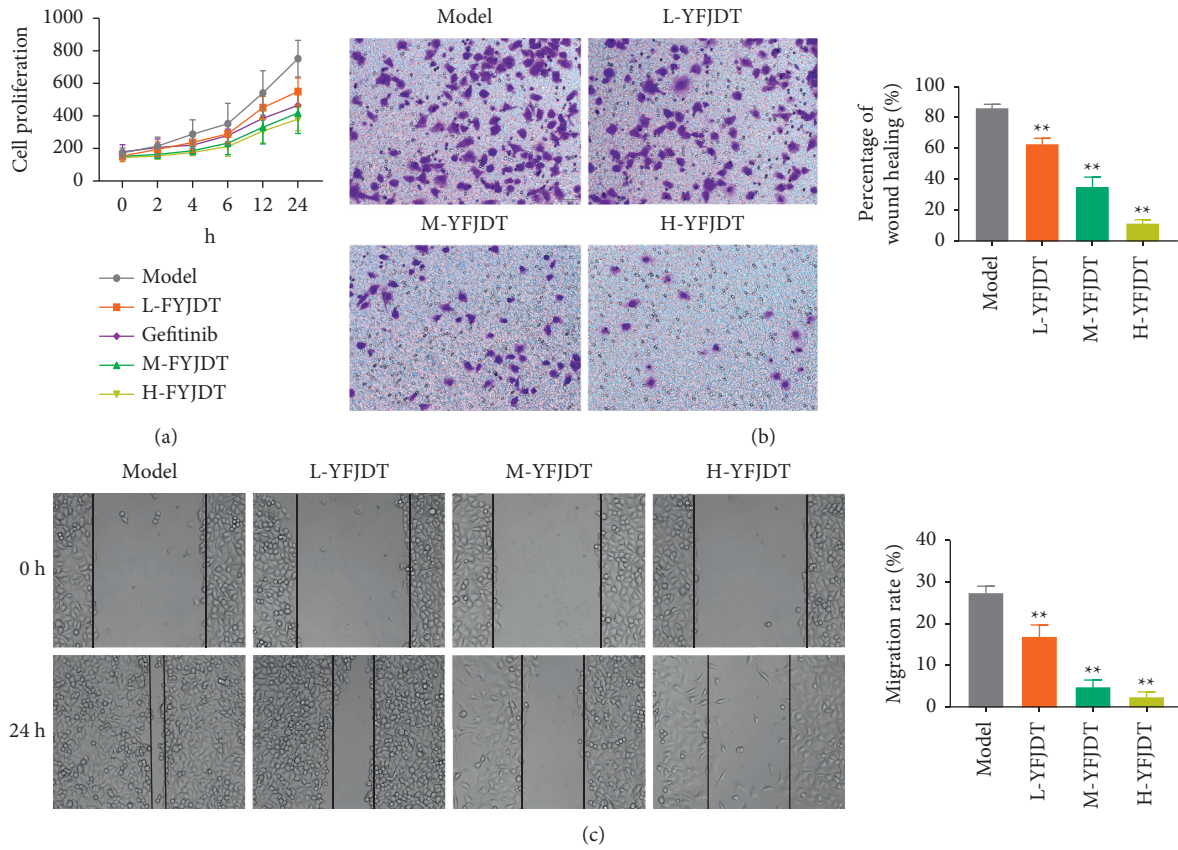 Cell proliferation
1000
800
600
400
200
0
0 2 4 6 12 24
h
Model
L-FYJDT
Gefitinib
M-FYJDT
H-FYJDT
(a)
Model L-YFJDT
M-YFJDT H-YFJDT
Percentage of
wound healing (%)
100
80
60
40
20
0
**
**
**
Model L-YFJDT M-YFJDT H-YFJDT
(b)
Model L-YFJDT M-YFJDT H-YFJDT
0 h
24 h
Migration rate (%)
40
30
20
10
0
**
**
**
Model L-YFJDT M-YFJDT H-YFJDT
(c)